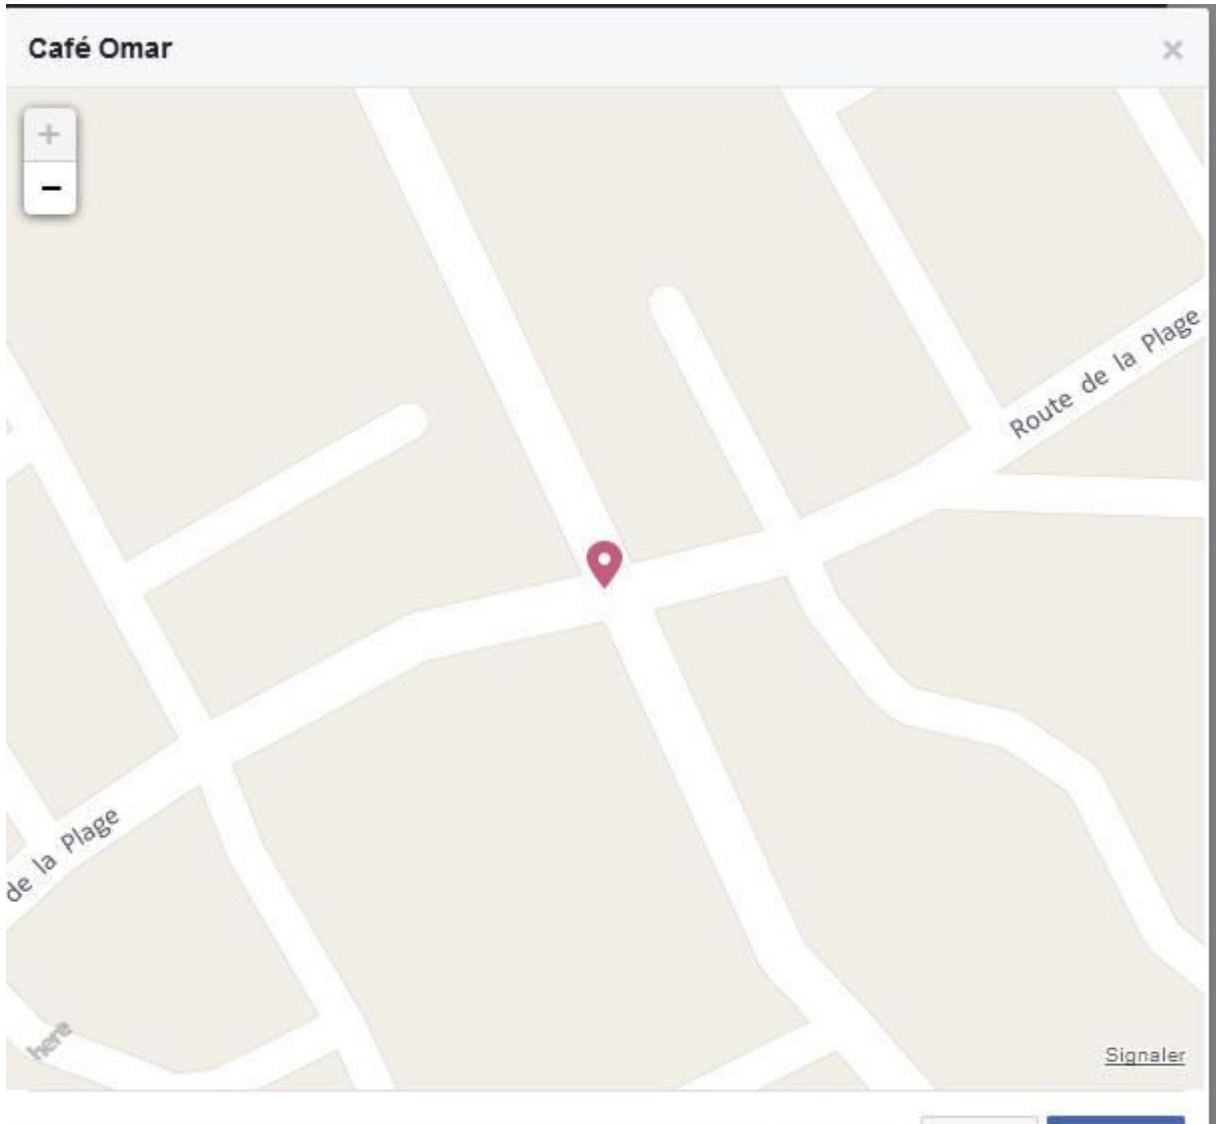 Café Omar
×
+
−
Route de la Plage
de la Plage
here
Signaler